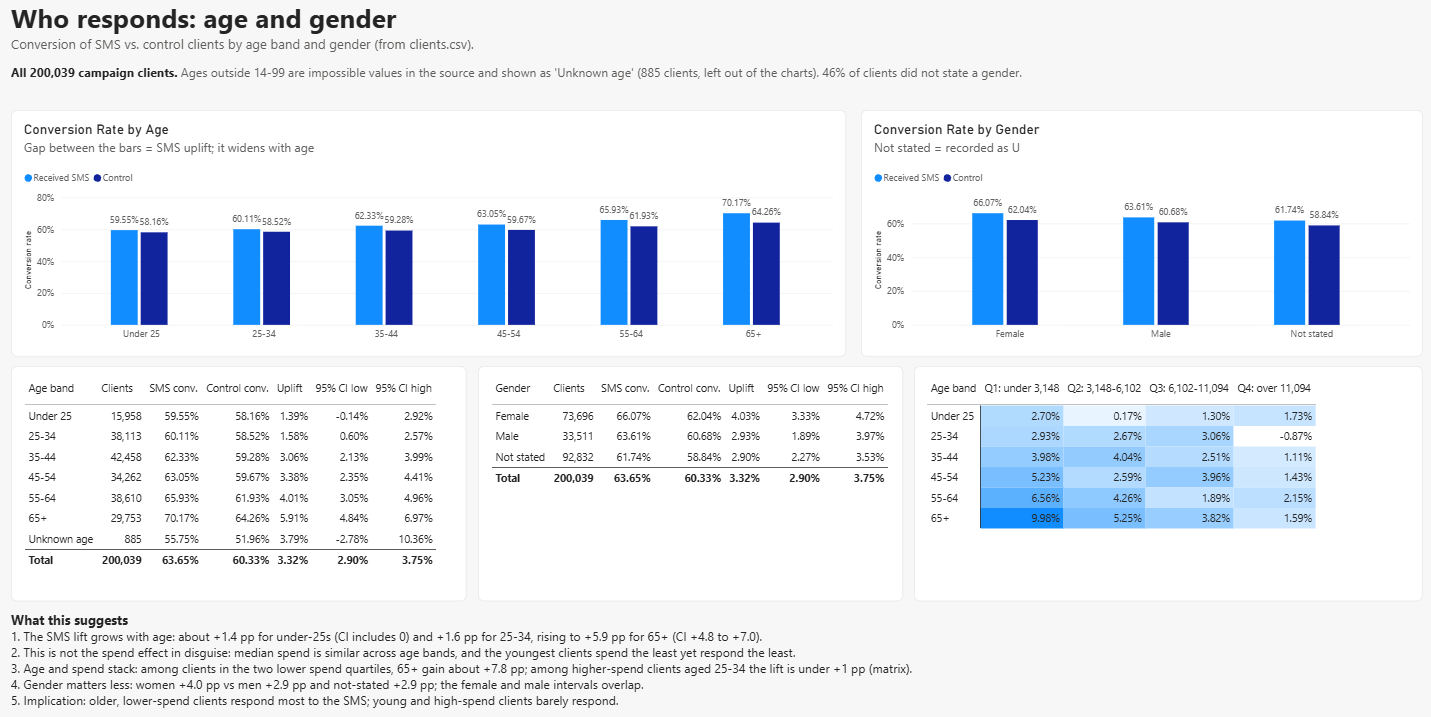 Who responds: age and gender
Conversion of SMS vs. control clients by age band and gender (from clients.csv).
All 200,039 campaign clients. Ages outside 14-99 are impossible values in the source and shown as 'Unknown age' (885 clients, left out of the charts). 46% of clients did not state a gender.
Conversion Rate by Age
Gap between the bars = SMS uplift; it widens with age
Received SMS Control
Conversion rate
80%
60%
40%
20%
0%
59.55% 58.16%
60.11% 58.52%
62.33% 59.28%
63.05% 59.67%
65.93% 61.93%
70.17% 64.26%
Under 25 25-34 35-44 45-54 55-64 65+
Conversion Rate by Gender
Not stated = recorded as U
Received SMS Control
Conversion rate
60%
40%
20%
0%
66.07% 62.04%
63.61% 60.68%
61.74% 58.84%
Female Male Not stated
Age band Clients SMS conv. Control conv. Uplift 95% CI low 95% CI high
Under 25 15,958 59.55% 58.16% 1.39% -0.14% 2.92%
25-34 38,113 60.11% 58.52% 1.58% 0.60% 2.57%
35-44 42,458 62.33% 59.28% 3.06% 2.13% 3.99%
45-54 34,262 63.05% 59.67% 3.38% 2.35% 4.41%
55-64 38,610 65.93% 61.93% 4.01% 3.05% 4.96%
65+ 29,753 70.17% 64.26% 5.91% 4.84% 6.97%
Unknown age 885 55.75% 51.96% 3.79% -2.78% 10.36%
Total 200,039 63.65% 60.33% 3.32% 2.90% 3.75%
Gender Clients SMS conv. Control conv. Uplift 95% CI low 95% CI high
Female 73,696 66.07% 62.04% 4.03% 3.33% 4.72%
Male 33,511 63.61% 60.68% 2.93% 1.89% 3.97%
Not stated 92,832 61.74% 58.84% 2.90% 2.27% 3.53%
Total 200,039 63.65% 60.33% 3.32% 2.90% 3.75%
Age band Q1: under 3,148 Q2: 3,148-6,102 Q3: 6,102-11,094 Q4: over 11,094
Under 25 2.70% 0.17% 1.30% 1.73%
25-34 2.93% 2.67% 3.06% -0.87%
35-44 3.98% 4.04% 2.51% 1.11%
45-54 5.23% 2.59% 3.96% 1.43%
55-64 6.56% 4.26% 1.89% 2.15%
65+ 9.98% 5.25% 3.82% 1.59%
What this suggests
1. The SMS lift grows with age: about +1.4 pp for under-25s (CI includes 0) and +1.6 pp for 25-34, rising to +5.9 pp for 65+ (CI +4.8 to +7.0).
2. This is not the spend effect in disguise: median spend is similar across age bands, and the youngest clients spend the least yet respond the least.
3. Age and spend stack: among clients in the two lower spend quartiles, 65+ gain about +7.8 pp; among higher-spend clients aged 25-34 the lift is under +1 pp (matrix).
4. Gender matters less: women +4.0 pp vs men +2.9 pp and not-stated +2.9 pp; the female and male intervals overlap.
5. Implication: older, lower-spend clients respond most to the SMS; young and high-spend clients barely respond.